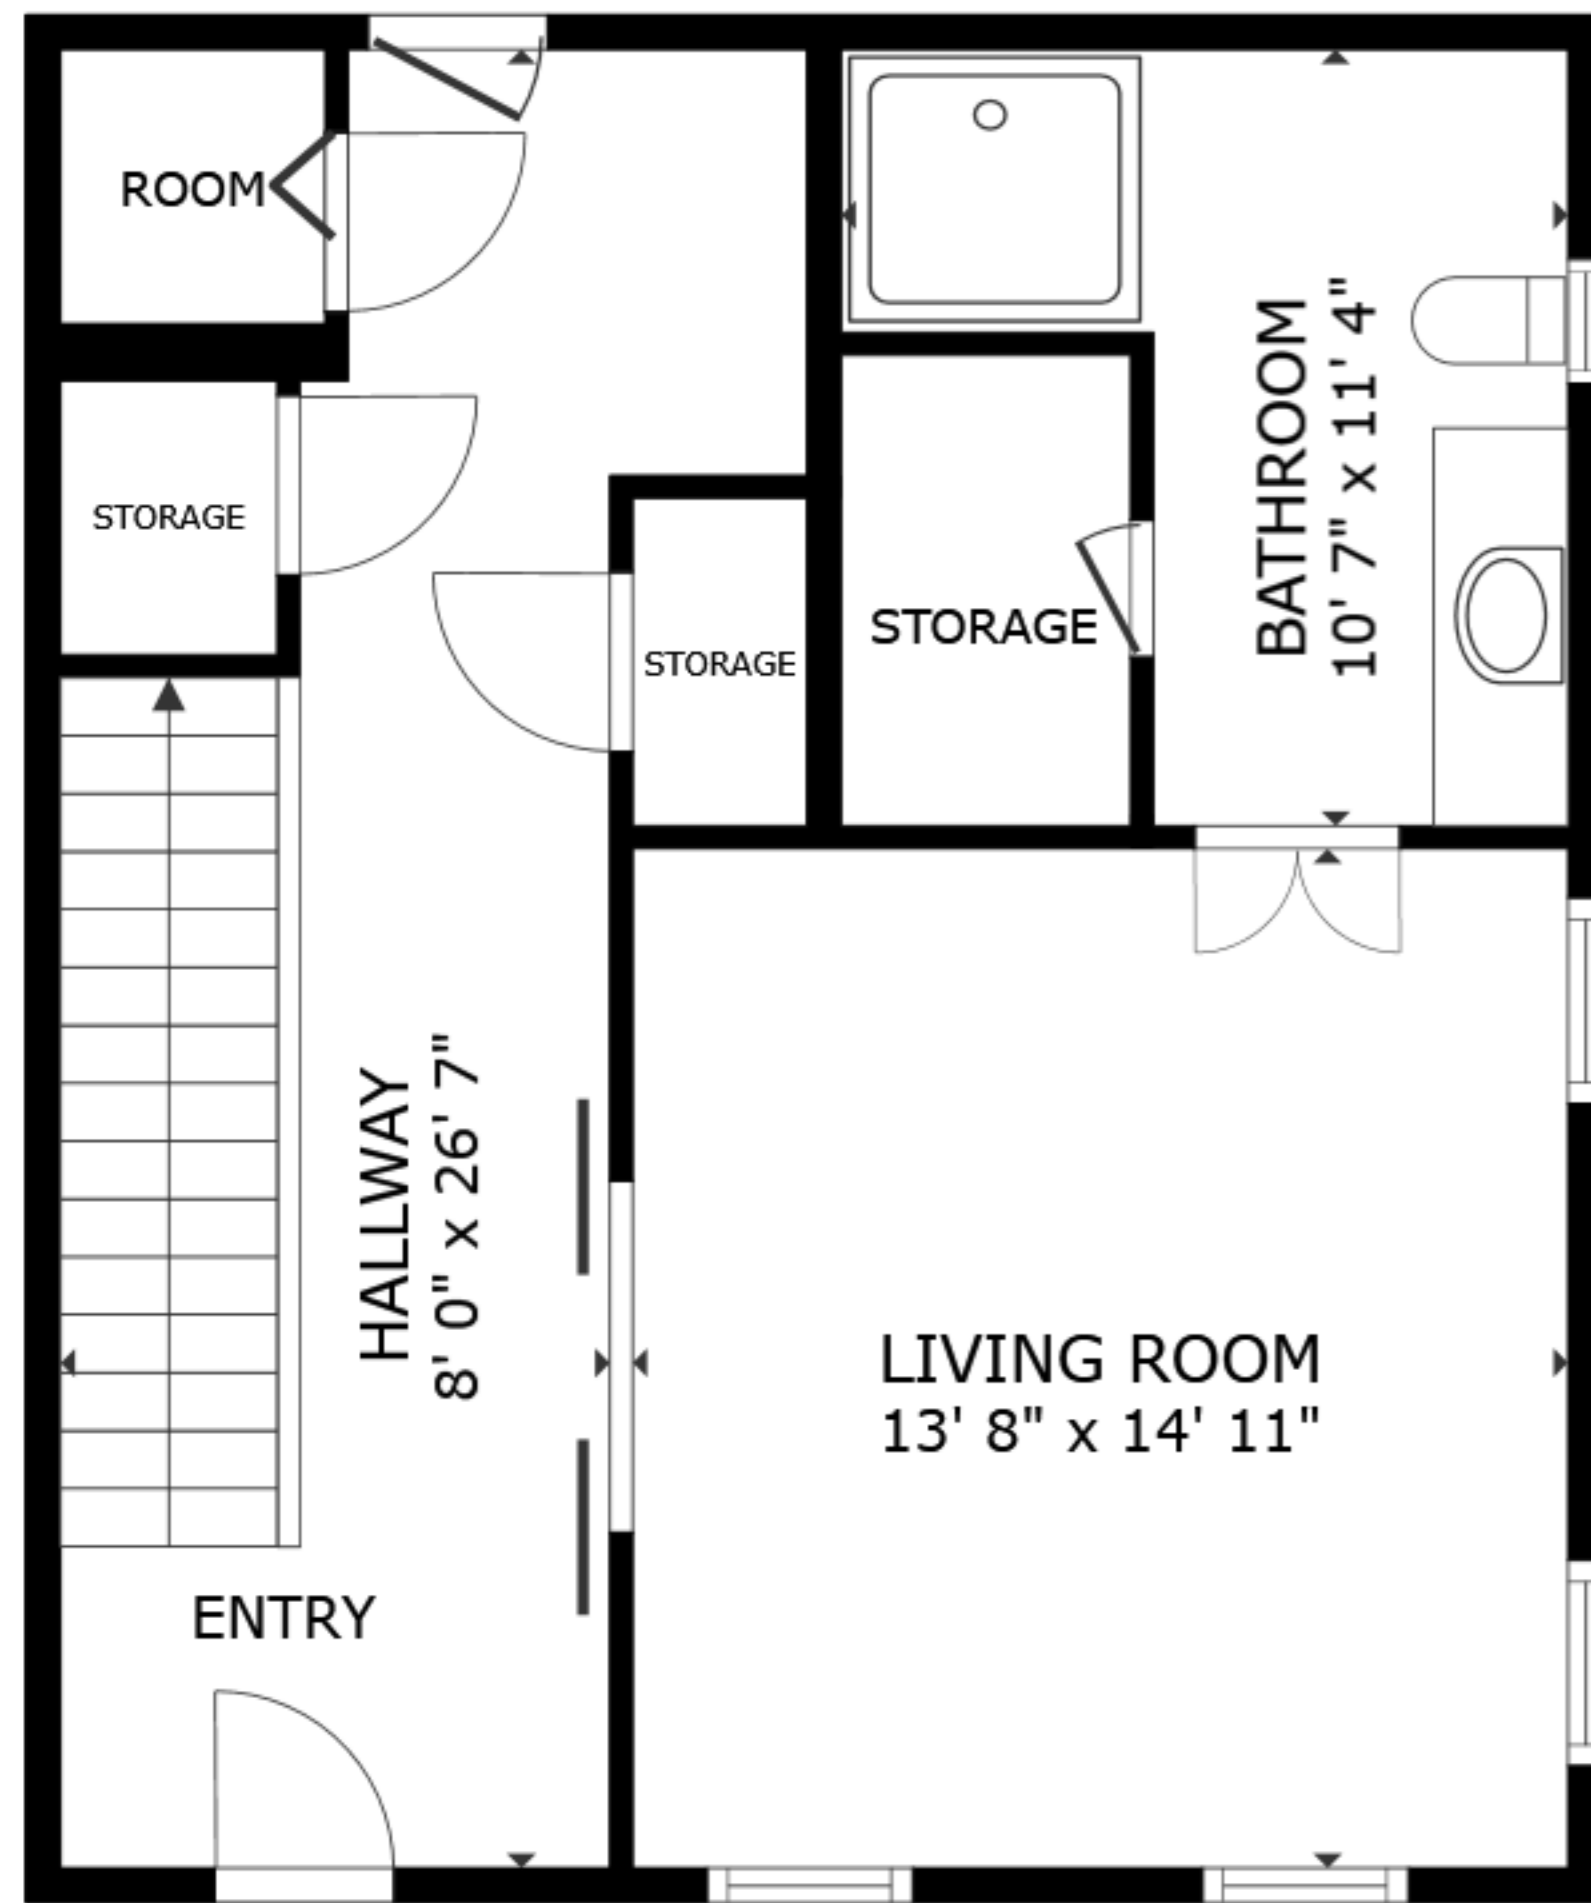 ROOM
STORAGE
STORAGE
STORAGE
BATHROOM
10' 7" x 11' 4"
HALLWAY
8' 0" x 26' 7"
LIVING ROOM
13' 8" x 14' 11"
ENTRY